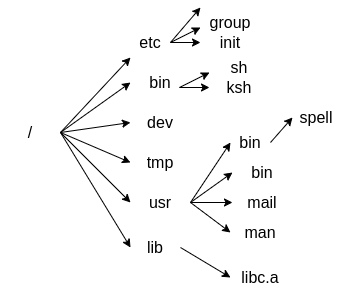 /
etc
group
init
bin
sh
ksh
dev
tmp
usr
bin
spell
bin
mail
man
lib
libc.a